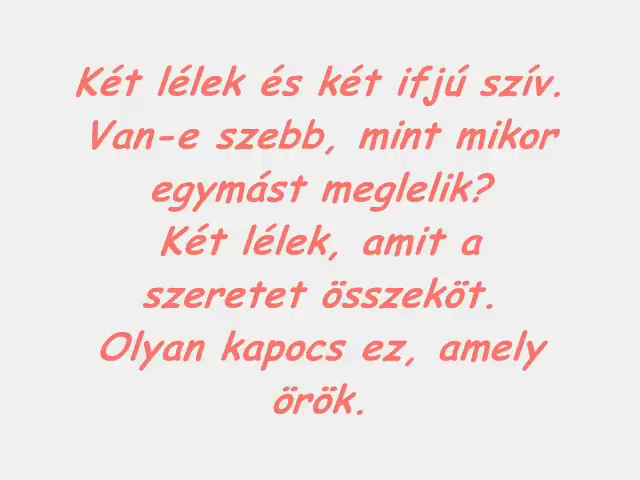 Két lélek és két ifjú szív.
Van-e szebb, mint mikor
egymást meglelik?
Két lélek, amit a
szeretet összeköt.
Olyan kapocs ez, amely
örök.